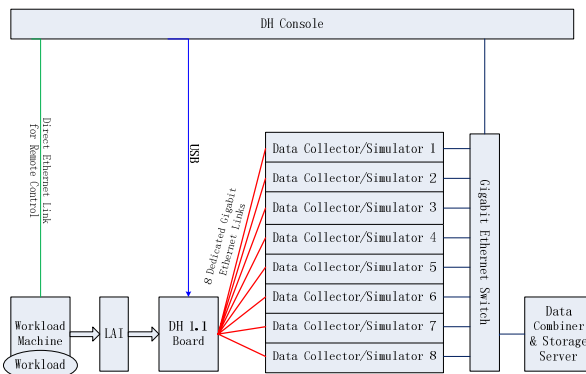 DH Console
Direct Ethernet Link
for Remote Control
USB
8 Dedicated Gigabit
Ethernet Links
Data Collector/Simulator 1
Data Collector/Simulator 2
Data Collector/Simulator 3
Data Collector/Simulator 4
Data Collector/Simulator 5
Data Collector/Simulator 6
Data Collector/Simulator 7
Data Collector/Simulator 8
Gigabit Ethernet Switch
Workload
Machine
Workload
LAI
DH 1.1
Board
Data
Combiner
& Storage
Server